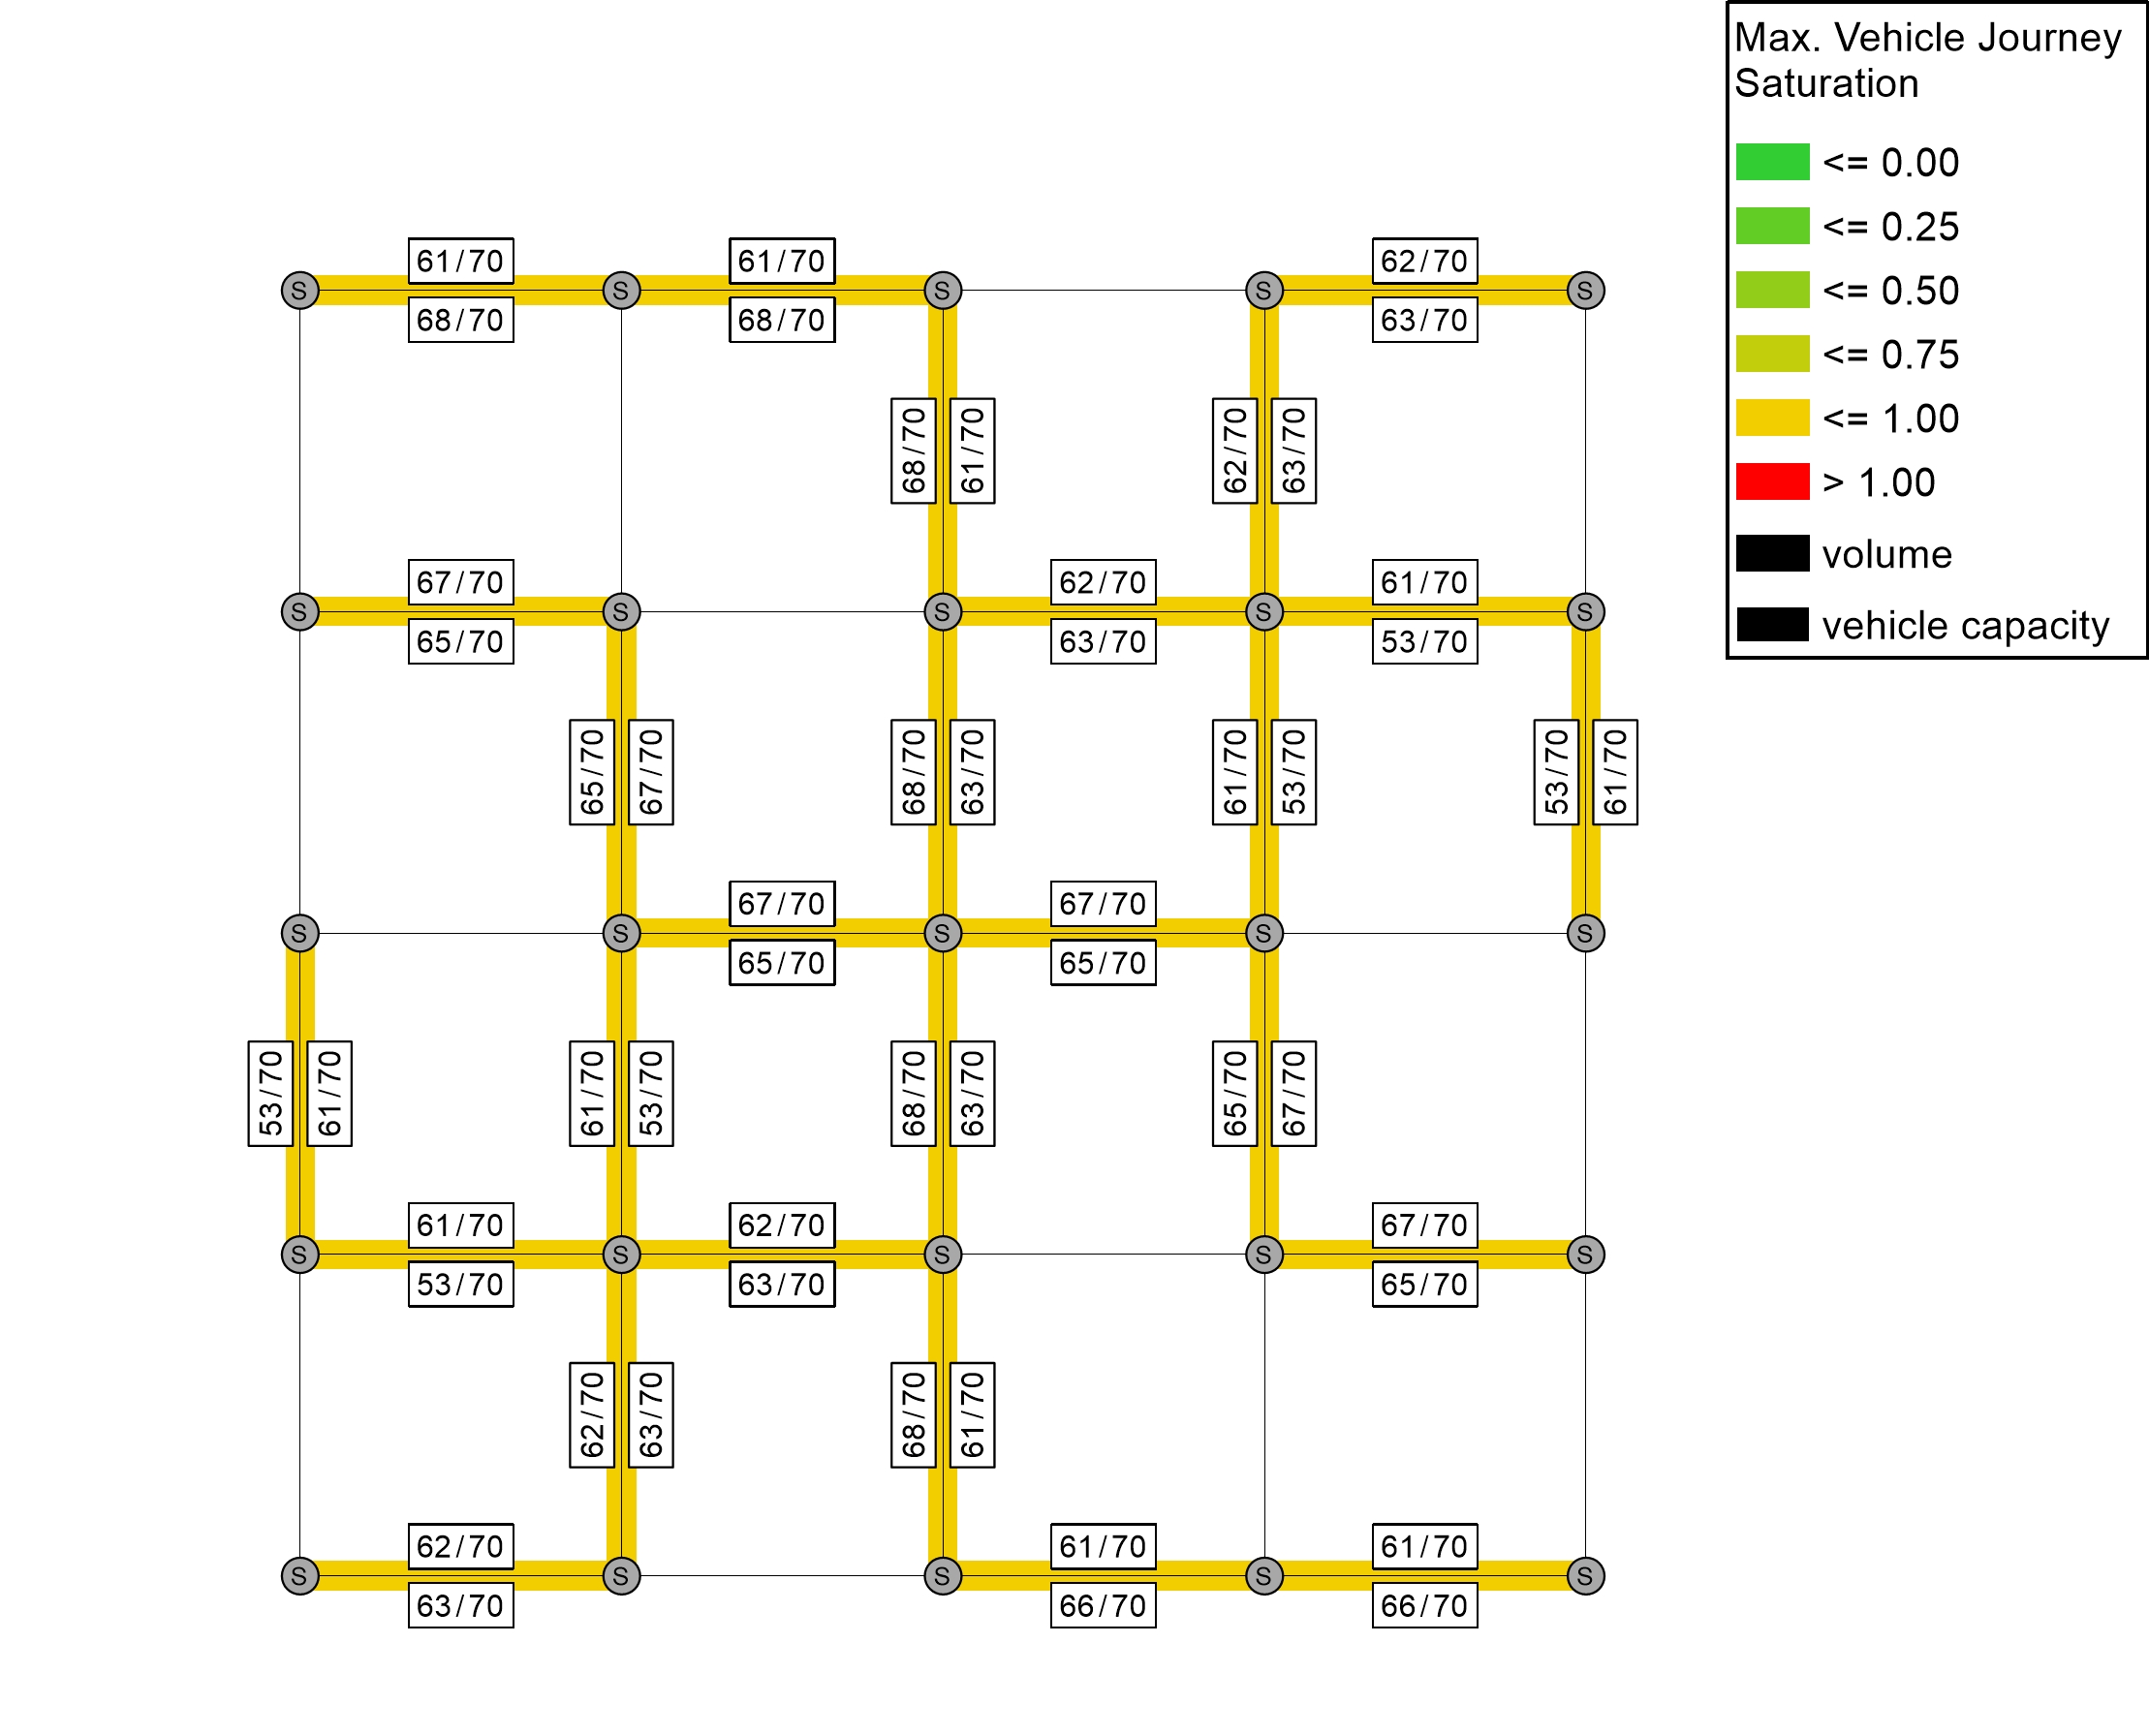 Max. Vehicle Journey
Saturation
<= 0.00
<= 0.25
<= 0.50
<= 0.75
<= 1.00
> 1.00
volume
vehicle capacity
61/70
61/70
62/70
S
S
S
S
S
68/70
68/70
63/70
68/70
61/70
62/70
63/70
67/70
62/70
61/70
S
S
S
S
S
65/70
63/70
53/70
65/70
67/70
68/70
63/70
61/70
53/70
53/70
61/70
67/70
67/70
S
S
S
S
S
65/70
65/70
53/70
61/70
61/70
53/70
68/70
63/70
65/70
67/70
61/70
62/70
67/70
S
S
S
S
S
53/70
63/70
65/70
62/70
63/70
68/70
61/70
62/70
61/70
61/70
S
S
S
S
S
63/70
66/70
66/70